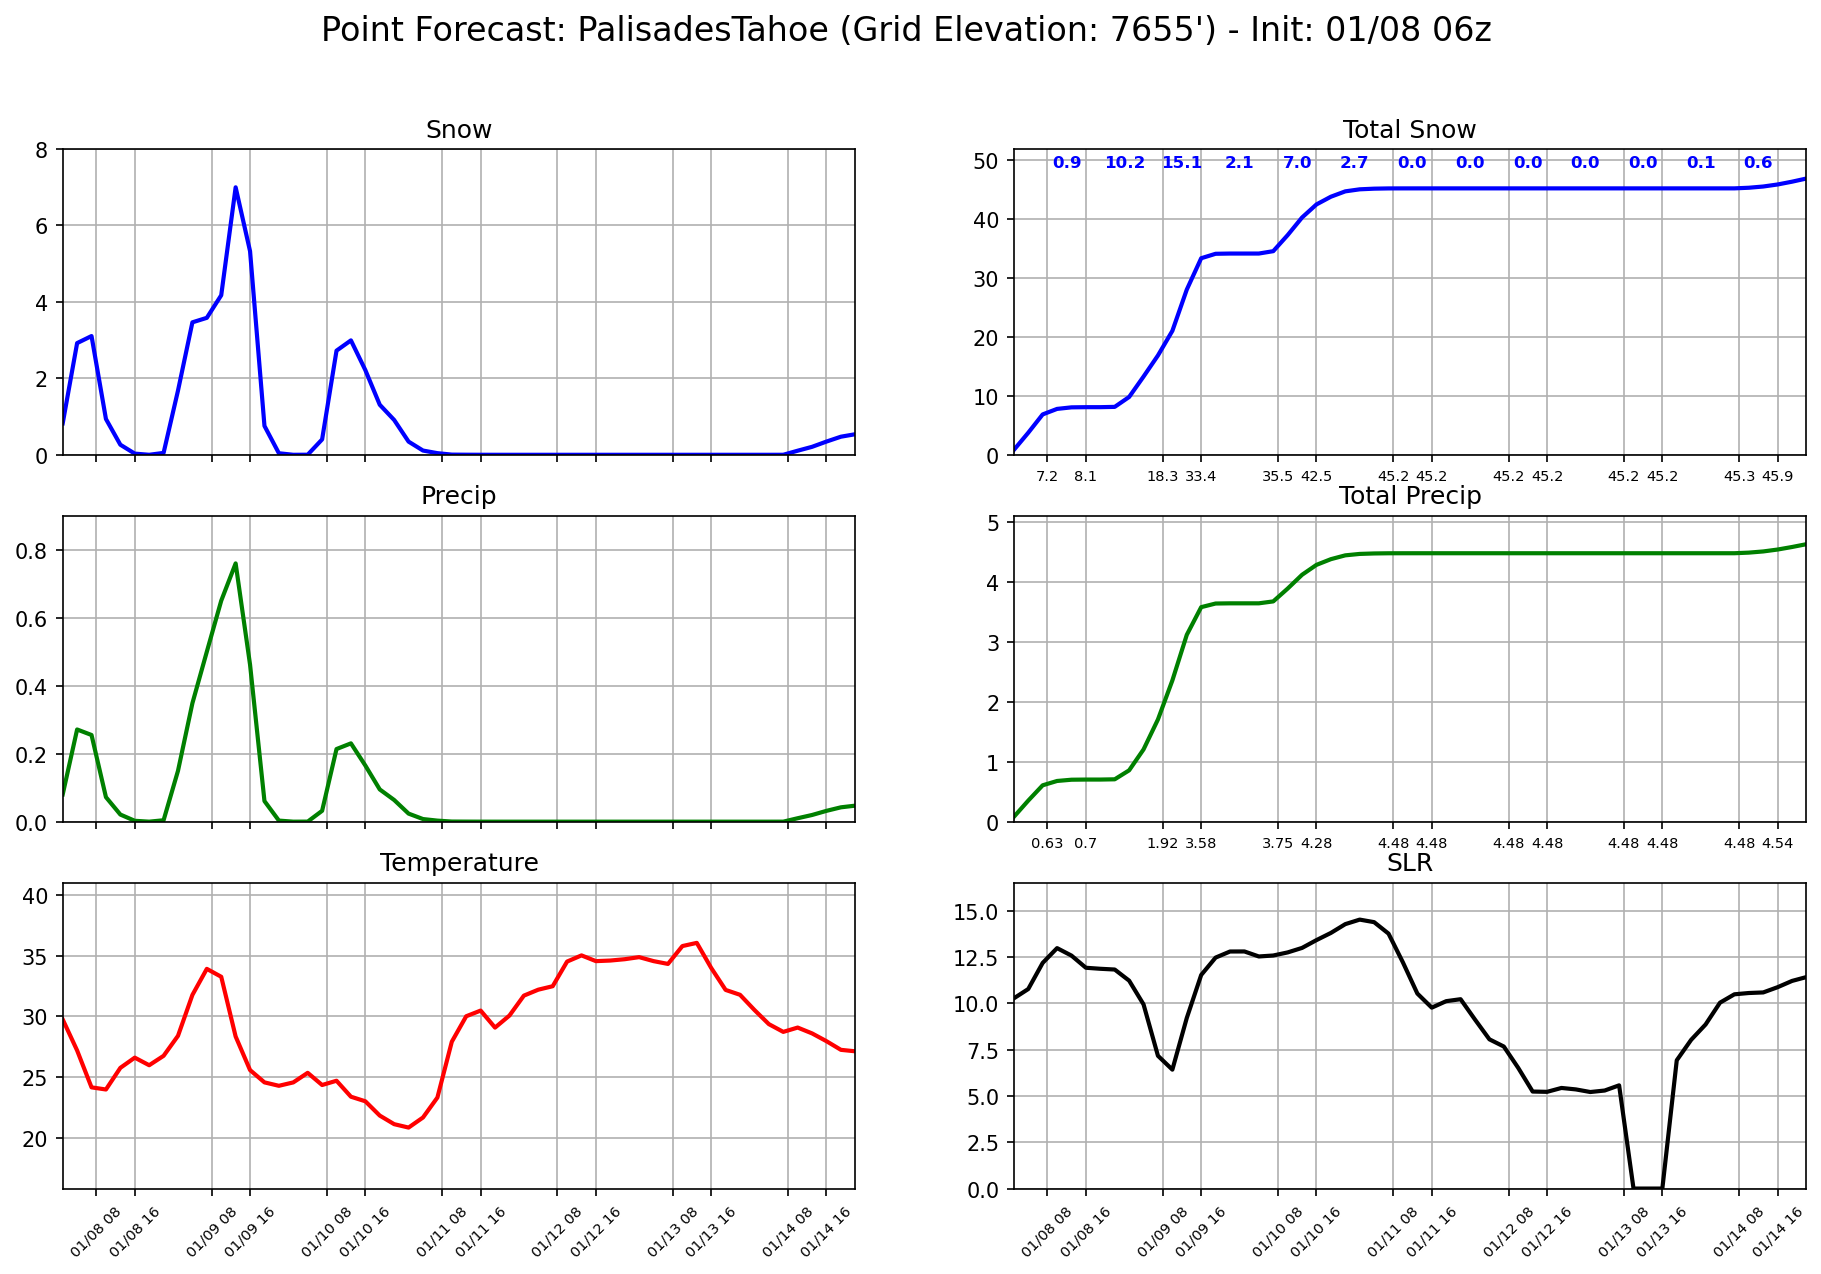 Point Forecast: PalisadesTahoe (Grid Elevation: 7655') - Init: 01/08 06z
Snow
8
6
4
2
0
Total Snow
50
40
30
20
10
0
0.9 10.2 15.1 2.1 7.0 2.7 0.0 0.0 0.0 0.0 0.0 0.1 0.6
7.2 8.1 18.3 33.4 35.5 42.5 45.2 45.2 45.2 45.2 45.2 45.2 45.3 45.9
Precip
0.8
0.6
0.4
0.2
0.0
Total Precip
5
4
3
2
1
0
0.63 0.7 1.92 3.58 3.75 4.28 4.48 4.48 4.48 4.48 4.48 4.48 4.48 4.54
Temperature
40
35
30
25
20
01/08 08 01/08 16 01/09 08 01/09 16 01/10 08 01/10 16 01/11 08 01/11 16 01/12 08 01/12 16 01/13 08 01/13 16 01/14 08 01/14 16
SLR
15.0
12.5
10.0
7.5
5.0
2.5
0.0
01/08 08 01/08 16 01/09 08 01/09 16 01/10 08 01/10 16 01/11 08 01/11 16 01/12 08 01/12 16 01/13 08 01/13 16 01/14 08 01/14 16